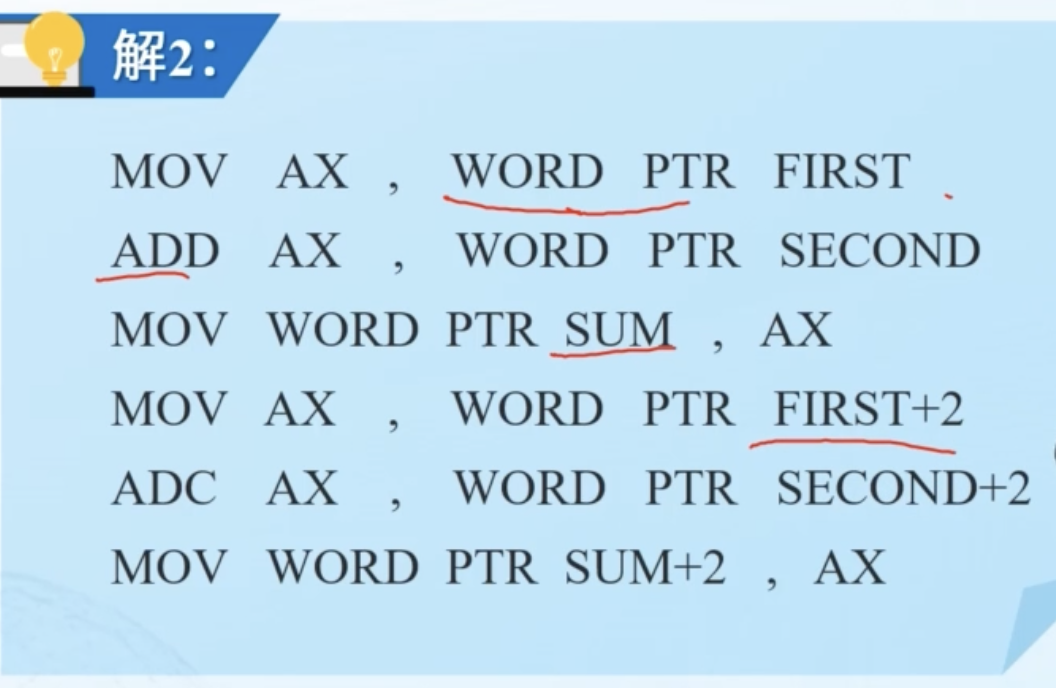 解2：
MOV AX , WORD PTR FIRST
ADD AX , WORD PTR SECOND
MOV WORD PTR SUM , AX
MOV AX , WORD PTR FIRST+2
ADC AX , WORD PTR SECOND+2
MOV WORD PTR SUM+2 , AX